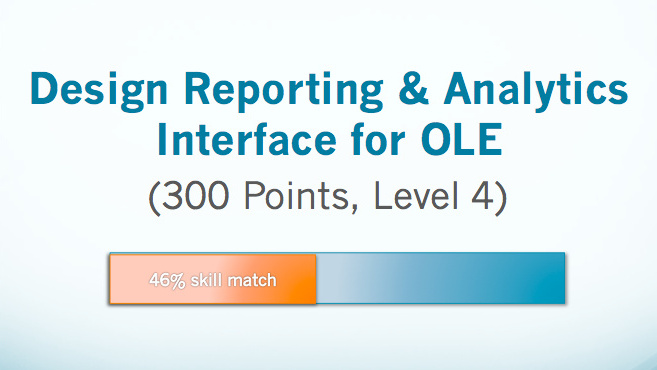 Design Reporting & Analytics
Interface for OLE
(300 Points, Level 4)
46% skill match